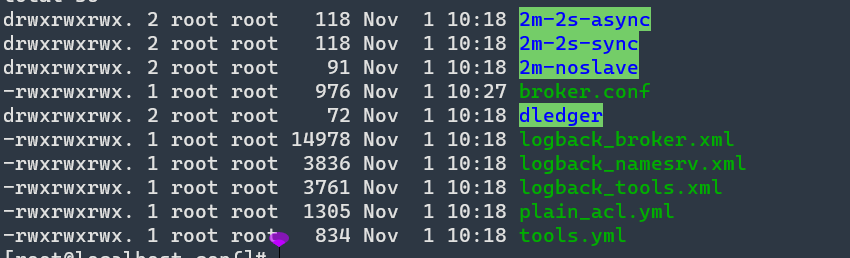 drwxrwxrwx. 2 root root   118 Nov  1 10:18 2m-2s-async
drwxrwxrwx. 2 root root   118 Nov  1 10:18 2m-2s-sync
drwxrwxrwx. 2 root root    91 Nov  1 10:18 2m-noslave
-rwxrwxrwx. 1 root root   976 Nov  1 10:27 broker.conf
drwxrwxrwx. 2 root root    72 Nov  1 10:18 dledger
-rwxrwxrwx. 1 root root 14978 Nov  1 10:18 logback_broker.xml
-rwxrwxrwx. 1 root root  3836 Nov  1 10:18 logback_namesrv.xml
-rwxrwxrwx. 1 root root  3761 Nov  1 10:18 logback_tools.xml
-rwxrwxrwx. 1 root root  1305 Nov  1 10:18 plain_acl.yml
-rwxrwxrwx. 1 root root   834 Nov  1 10:18 tools.yml
[root@localhost conf]#